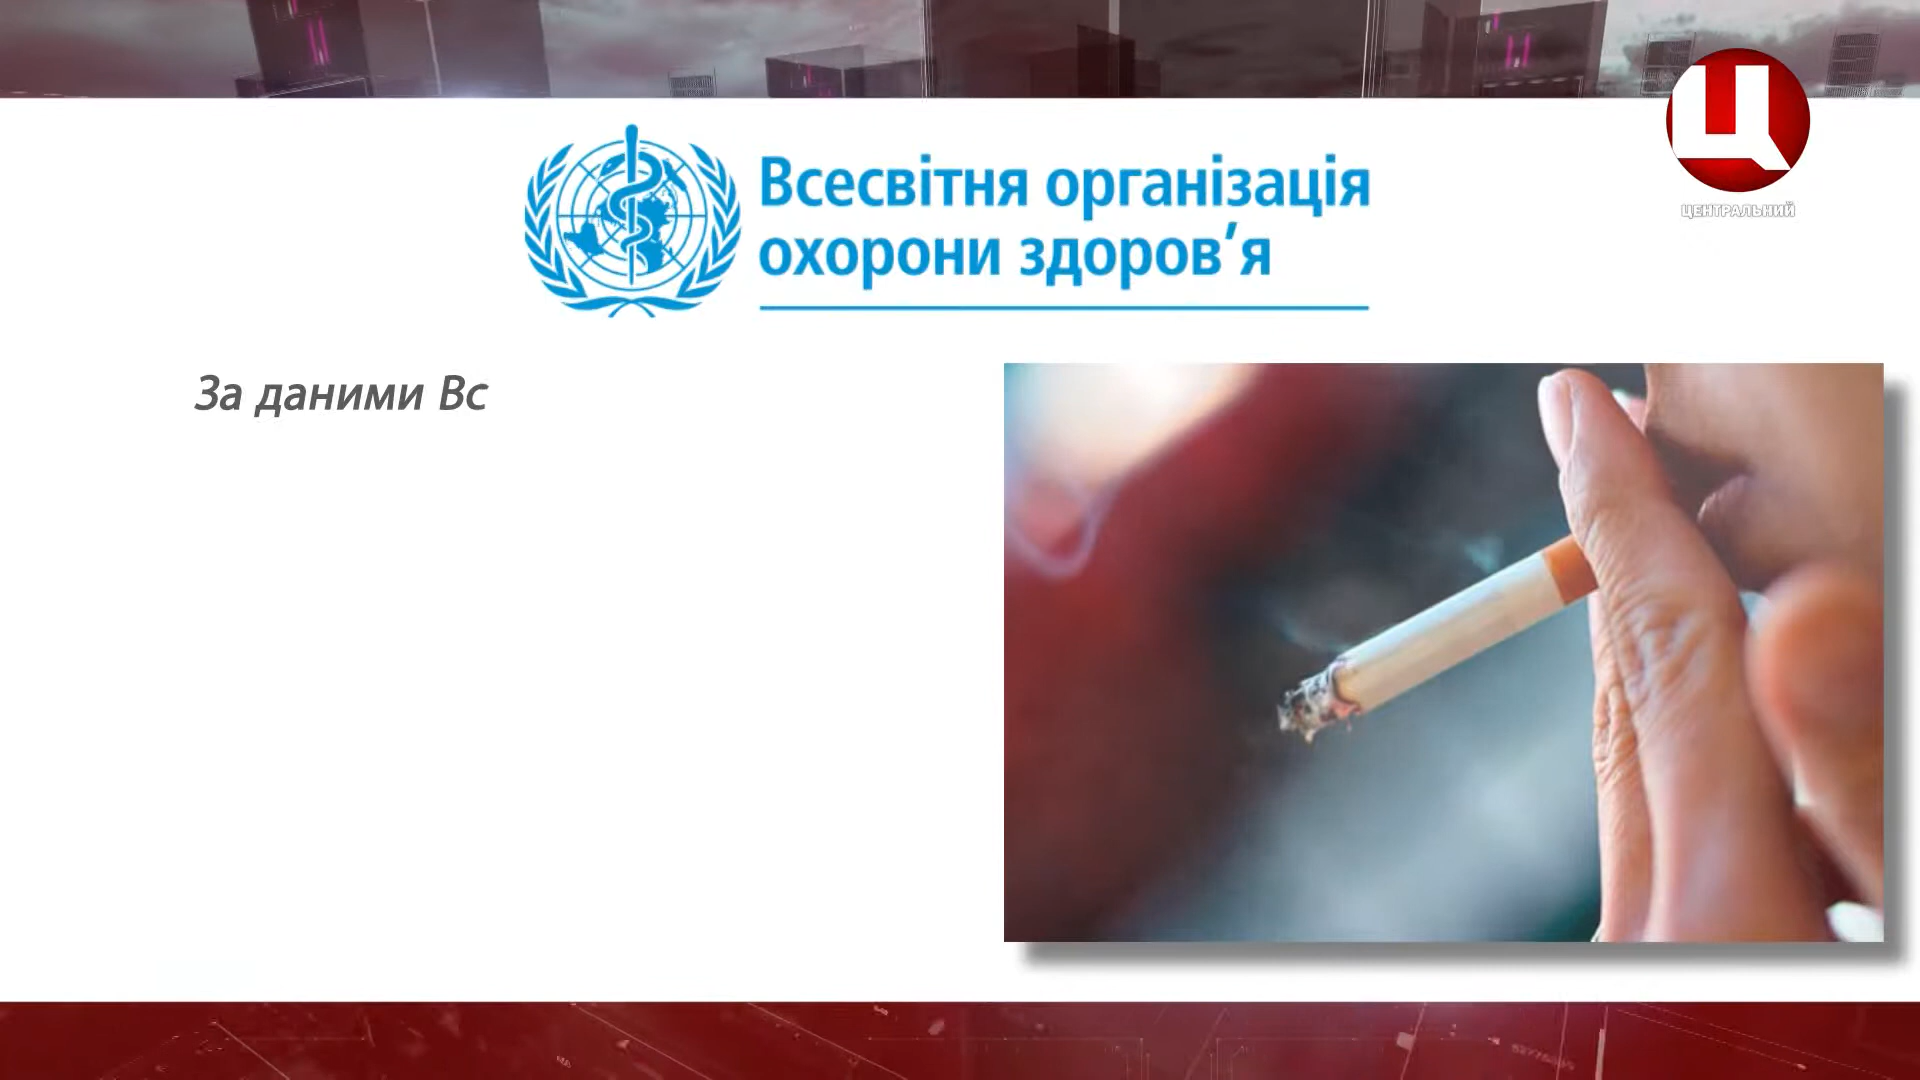 Всесвітня організація
охорони здоров’я
Ц
ЦЕНТРАЛЬНИЙ
За даними Вс